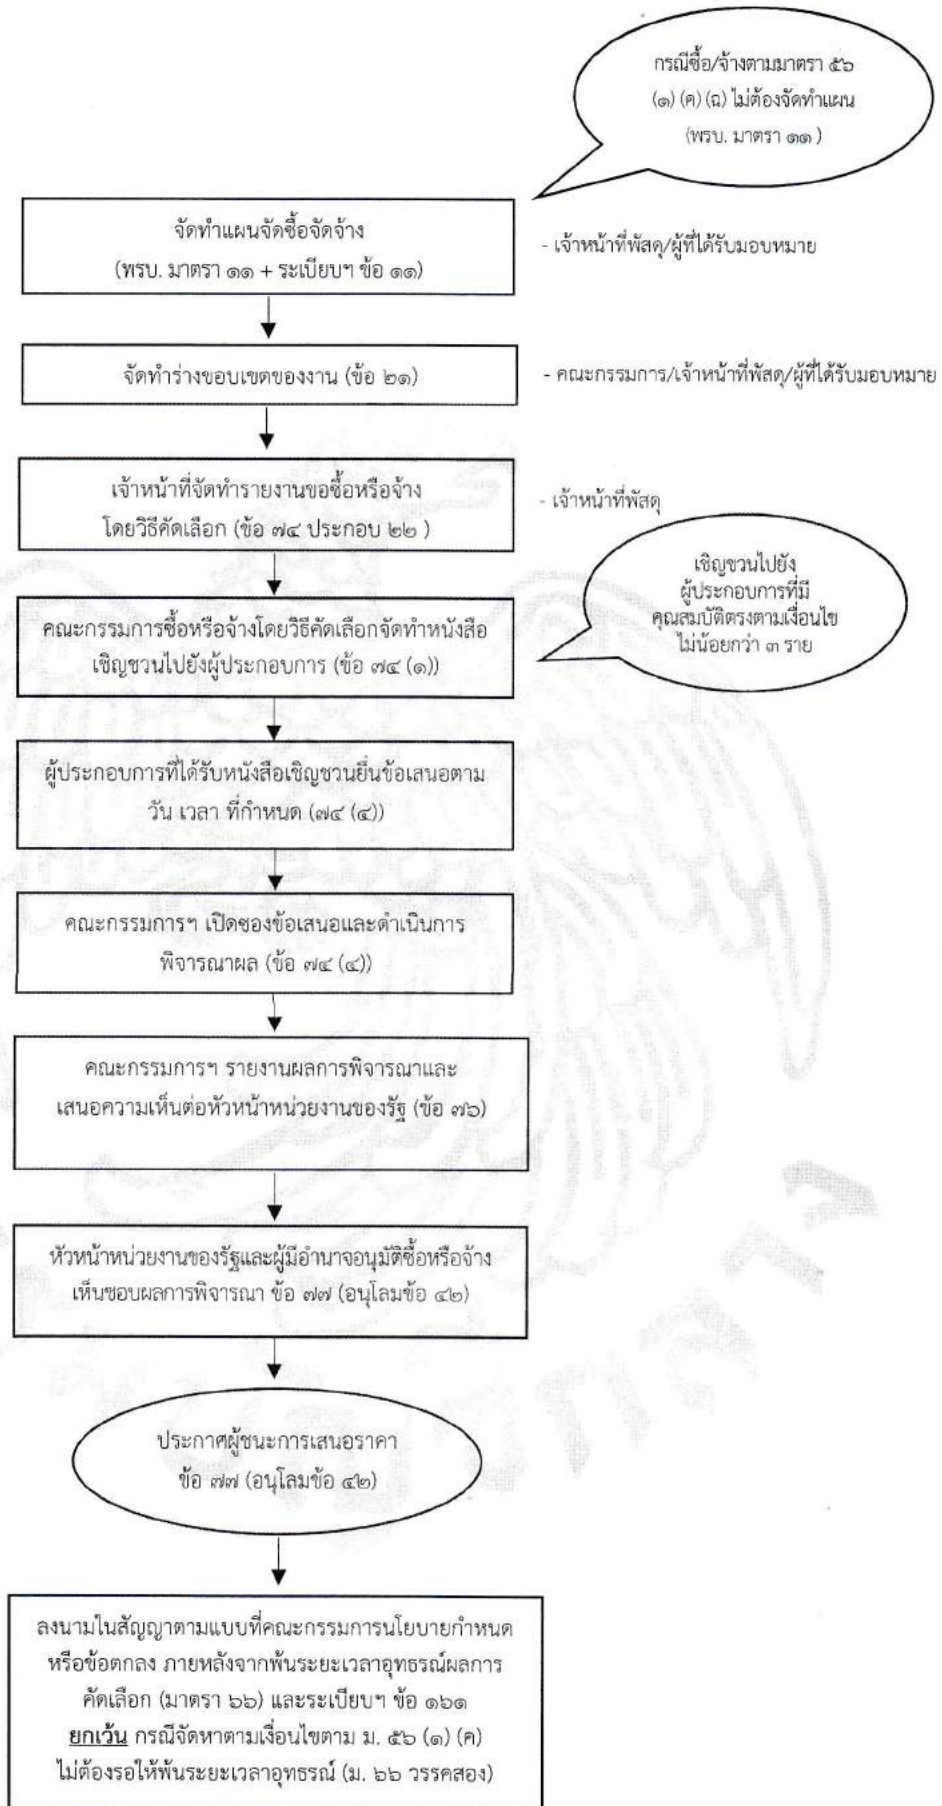 กรณีซื้อ/จ้างตามมาตรา ๕๖
(๑) (ค) (ฉ) ไม่ต้องจัดทำแผน
(พรบ. มาตรา ๑๑ )
จัดทำแผนจัดซื้อจัดจ้าง
(พรบ. มาตรา ๑๑ + ระเบียบฯ ข้อ ๑๑)
- เจ้าหน้าที่พัสดุ/ผู้ที่ได้รับมอบหมาย
จัดทำร่างขอบเขตของงาน (ข้อ ๒๑)
- คณะกรรมการ/เจ้าหน้าที่พัสดุ/ผู้ที่ได้รับมอบหมาย
เจ้าหน้าที่จัดทำรายงานขอซื้อหรือจ้าง
โดยวิธีคัดเลือก (ข้อ ๗๔ ประกอบ ๒๒ )
- เจ้าหน้าที่พัสดุ
เชิญชวนไปยัง
ผู้ประกอบการที่มี
คุณสมบัติตรงตามเงื่อนไข
ไม่น้อยกว่า ๓ ราย
คณะกรรมการซื้อหรือจ้างโดยวิธีคัดเลือกจัดทำหนังสือ
เชิญชวนไปยังผู้ประกอบการ (ข้อ ๗๔ (๑))
ผู้ประกอบการที่ได้รับหนังสือเชิญชวนยื่นข้อเสนอตาม
วัน เวลา ที่กำหนด (๗๔ (๔))
คณะกรรมการฯ เปิดซองข้อเสนอและดำเนินการ
พิจารณาผล (ข้อ ๗๔ (๔))
คณะกรรมการฯ รายงานผลการพิจารณาและ
เสนอความเห็นต่อหัวหน้าหน่วยงานของรัฐ (ข้อ ๗๖)
หัวหน้าหน่วยงานของรัฐและผู้มีอำนาจอนุมัติซื้อหรือจ้าง
เห็นชอบผลการพิจารณา ข้อ ๗๗ (อนุโลมข้อ ๔๒)
ประกาศผู้ชนะการเสนอราคา
ข้อ ๗๗ (อนุโลมข้อ ๔๒)
ลงนามในสัญญาตามแบบที่คณะกรรมการนโยบายกำหนด
หรือข้อตกลง ภายหลังจากพ้นระยะเวลาอุทธรณ์ผลการ
คัดเลือก (มาตรา ๖๖) และระเบียบฯ ข้อ ๑๖๑
ยกเว้น กรณีจัดหาตามเงื่อนไขตาม ม. ๕๖ (๑) (ค)
ไม่ต้องรอให้พ้นระยะเวลาอุทธรณ์ (ม. ๖๖ วรรคสอง)